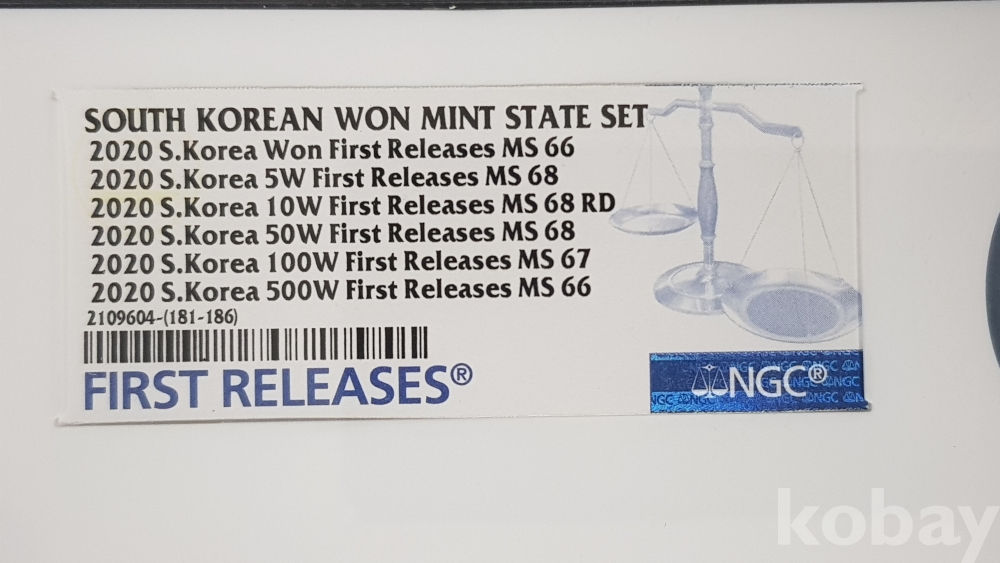 SOUTH KOREAN WON MINT STATE SET
2020 S.Korea Won First Releases MS 66
2020 S.Korea 5W First Releases MS 68
2020 S.Korea 10W First Releases MS 68 RD
2020 S.Korea 50W First Releases MS 68
2020 S.Korea 100W First Releases MS 67
2020 S.Korea 500W First Releases MS 66
2109604-(181-186)
FIRST RELEASES®
NGC®
kobay